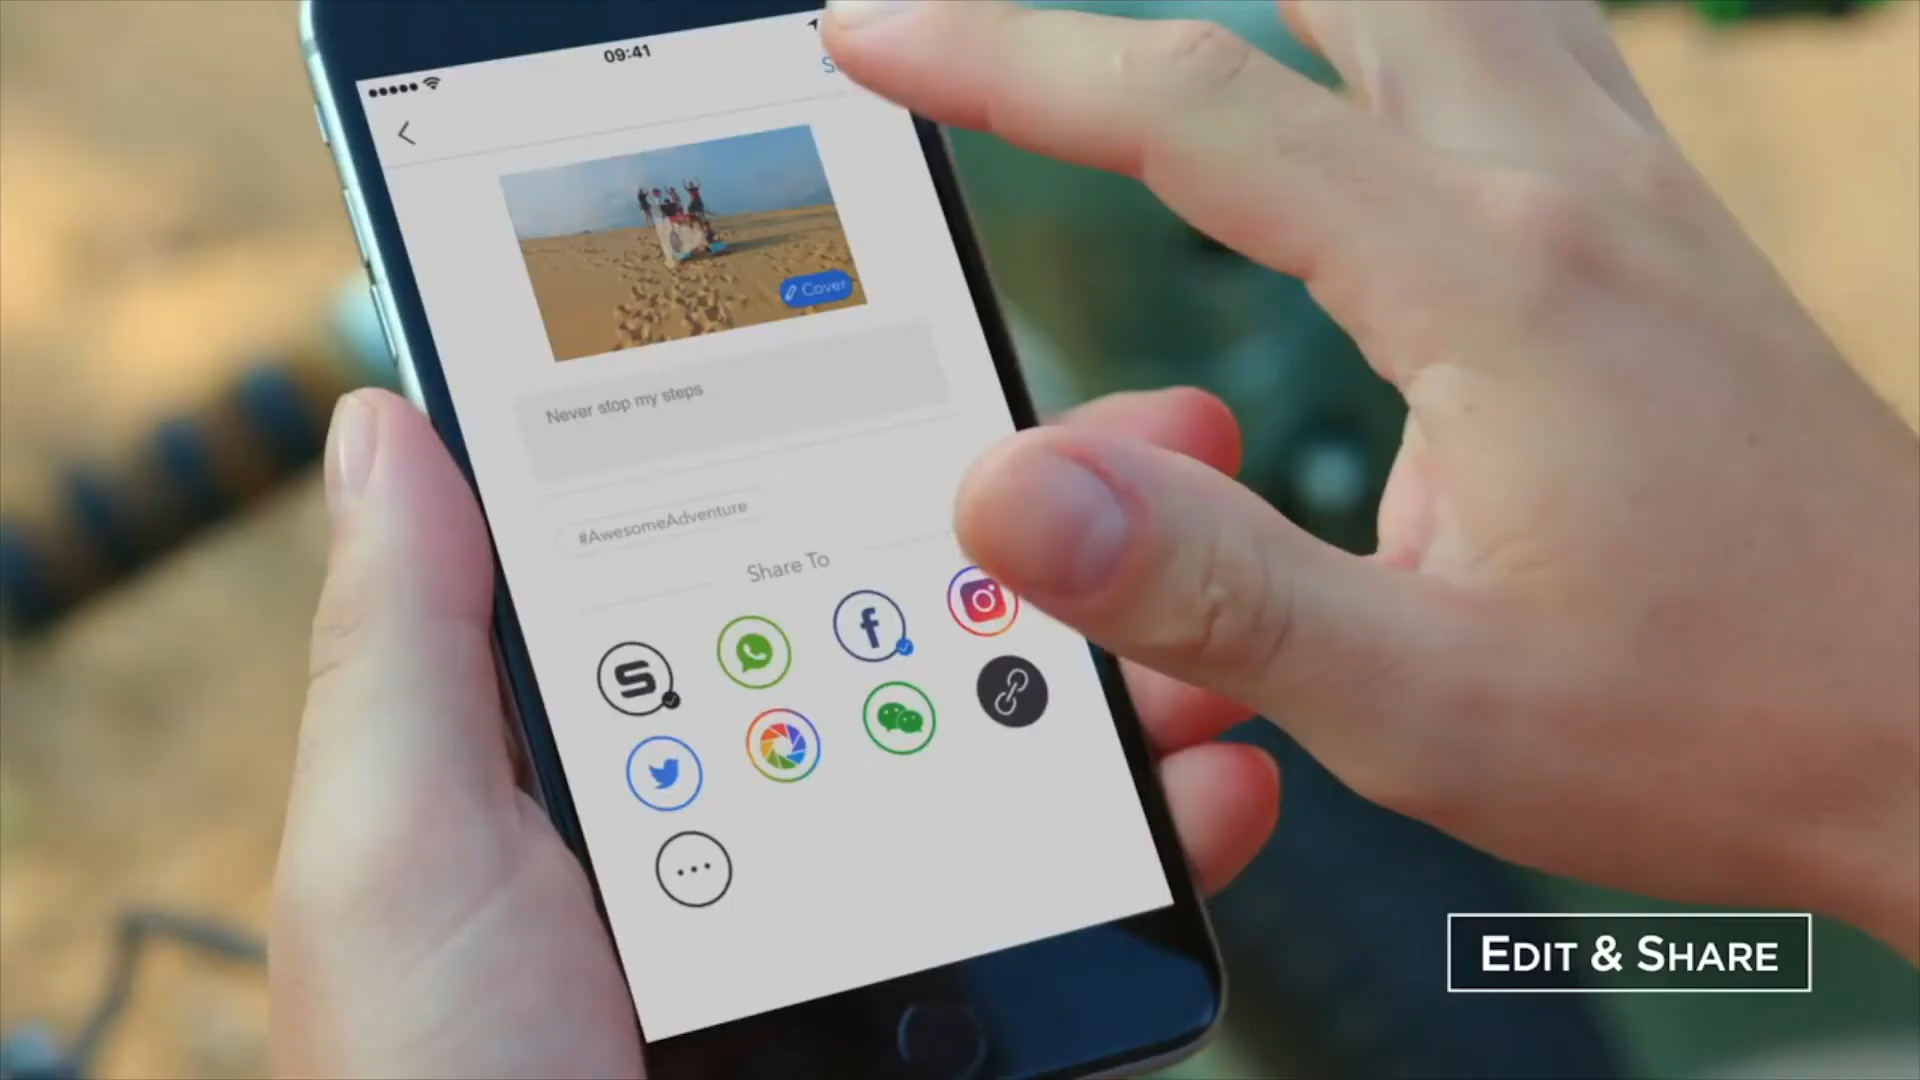 09:41
Cover
Never stop my steps
#AwesomeAdventure
Share To
EDIT & SHARE